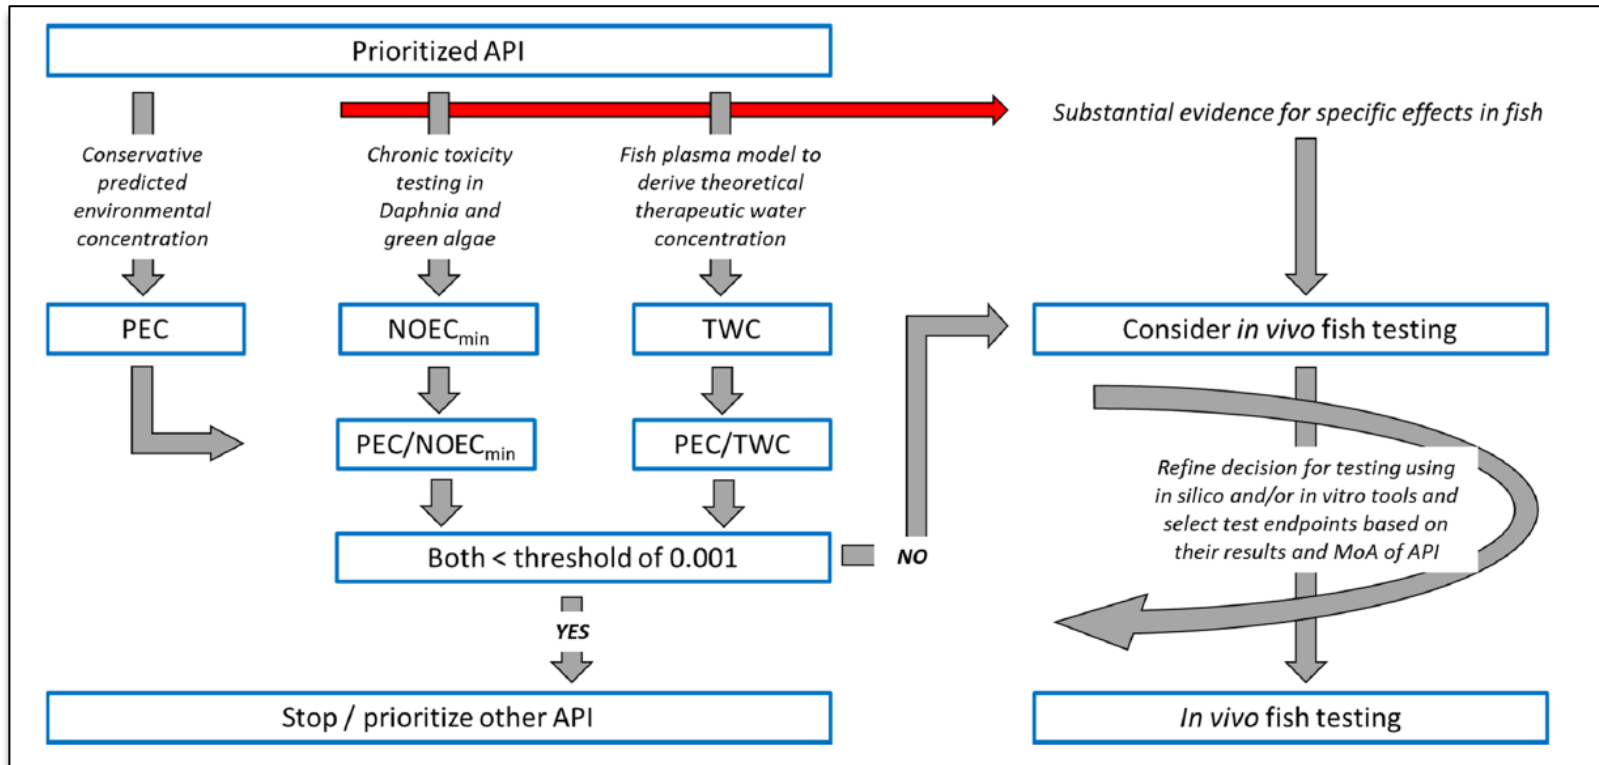 Prioritized API
Conservative
predicted
environmental
concentration
Chronic toxicity
testing in
Daphnia and
green algae
Fish plasma model to
derive theoretical
therapeutic water
concentration
Substantial evidence for specific effects in fish
PEC
NOECmin
TWC
Consider in vivo fish testing
PEC/NOECmin
PEC/TWC
Refine decision for testing using
in silico and/or in vitro tools and
select test endpoints based on
their results and MoA of API
Both < threshold of 0.001
NO
YES
Stop / prioritize other API
In vivo fish testing